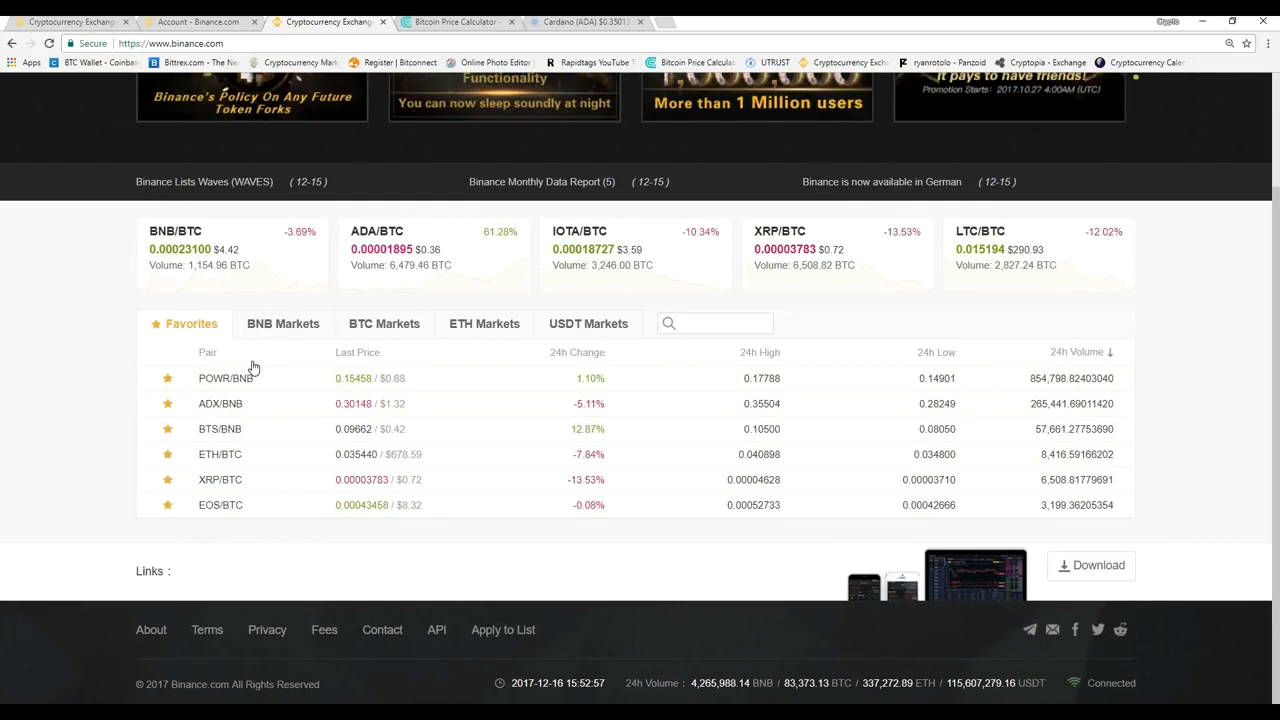 Cryptocurrency Exchang
Account - Binance.com
Cryptocurrency Exchange
Bitcoin Price Calculator -
Cardano (ADA) $0.35013
Crypto
Secure
https://www.binance.com
Apps
BTC Wallet - Coinbas
Bittrex.com - The Ne
Cryptocurrency Mark
Register | Bitconnect
Online Photo Editor |
Rapidtags YouTube T
Bitcoin Price Calculat
UTRUST
Cryptocurrency Exch
ryanrotolo - Panzoid
Cryptopia - Exchange
Cryptocurrency Calen
Binance's Policy On Any Future
Token Forks
Functionality
You can now sleep soundly at night
1,000,000
More than 1 Million users
It pays to have friends!
Promotion Starts: 2017.10.27 4:00AM (UTC)
Binance Lists Waves (WAVES) ( 12-15 )
Binance Monthly Data Report (5) ( 12-15 )
Binance is now available in German ( 12-15 )
BNB/BTC -3.69%
0.00023100 $4.42
Volume: 1,154.96 BTC
ADA/BTC 61.28%
0.00001895 $0.36
Volume: 6,479.46 BTC
IOTA/BTC -10.34%
0.00018727 $3.59
Volume: 3,246.00 BTC
XRP/BTC -13.53%
0.00003783 $0.72
Volume: 6,508.82 BTC
LTC/BTC -12.02%
0.015194 $290.93
Volume: 2,827.24 BTC
Favorites BNB Markets BTC Markets ETH Markets USDT Markets
Pair Last Price 24h Change 24h High 24h Low 24h Volume
POWR/BNB 0.15458 / $0.68 1.10% 0.17788 0.14901 854,798.82403040
ADX/BNB 0.30148 / $1.32 -5.11% 0.35504 0.28249 265,441.69011420
BTS/BNB 0.09662 / $0.42 12.87% 0.10500 0.08050 57,661.27753690
ETH/BTC 0.035440 / $678.59 -7.84% 0.040898 0.034800 8,416.59166202
XRP/BTC 0.00003783 / $0.72 -13.53% 0.00004628 0.00003710 6,508.81779691
EOS/BTC 0.00043458 / $8.32 -0.08% 0.00052733 0.00042666 3,199.36205354
Links :
Download
About Terms Privacy Fees Contact API Apply to List
© 2017 Binance.com All Rights Reserved
2017-12-16 15:52:57
24h Volume : 4,265,988.14 BNB / 83,373.13 BTC / 337,272.89 ETH / 115,607,279.16 USDT
Connected